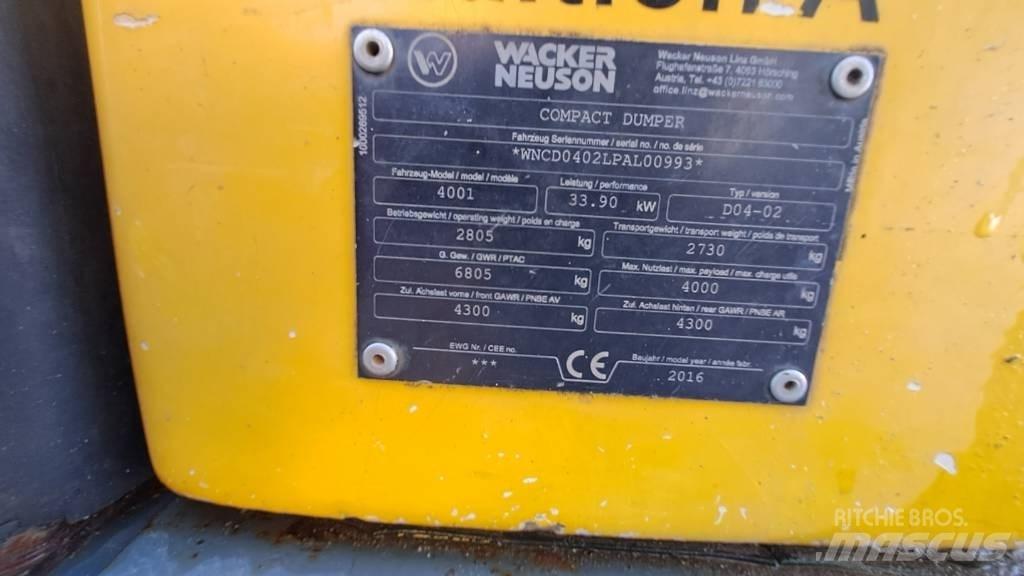 WACKER
NEUSON
Wacker Neuson Linz GmbH
Flughafenstraße 7, 4063 Hörsching
Austria, Tel. +43 (0)7221 63000
office.linz@wackerneuson.com
1000269512
COMPACT DUMPER
Fahrzeug Seriennummer / serial no. / no. de série
*WNCD0402LPAL00993*
Made in Austria
Fahrzeug-Model / model / modèle
4001
Leistung / performance
33.90 kW
Typ / version
D04-02
Betriebsgewicht / operating weight / poids en charge
2805 kg
Transportgewicht / transport weight / poids de transport
2730 kg
G. Gew. / GWR / PTAC
6805 kg
Max. Nutzlast / max. payload / max. charge utile
4000 kg
Zul. Achslast vorne / front GAWR / PNBE AV
4300 kg
Zul. Achslast hinten / rear GAWR / PNBE AR
4300 kg
EWG Nr. / CEE no.
***
CE
Baujahr / model year / année fabr.
2016
RITCHIE BROS.
MASCUS